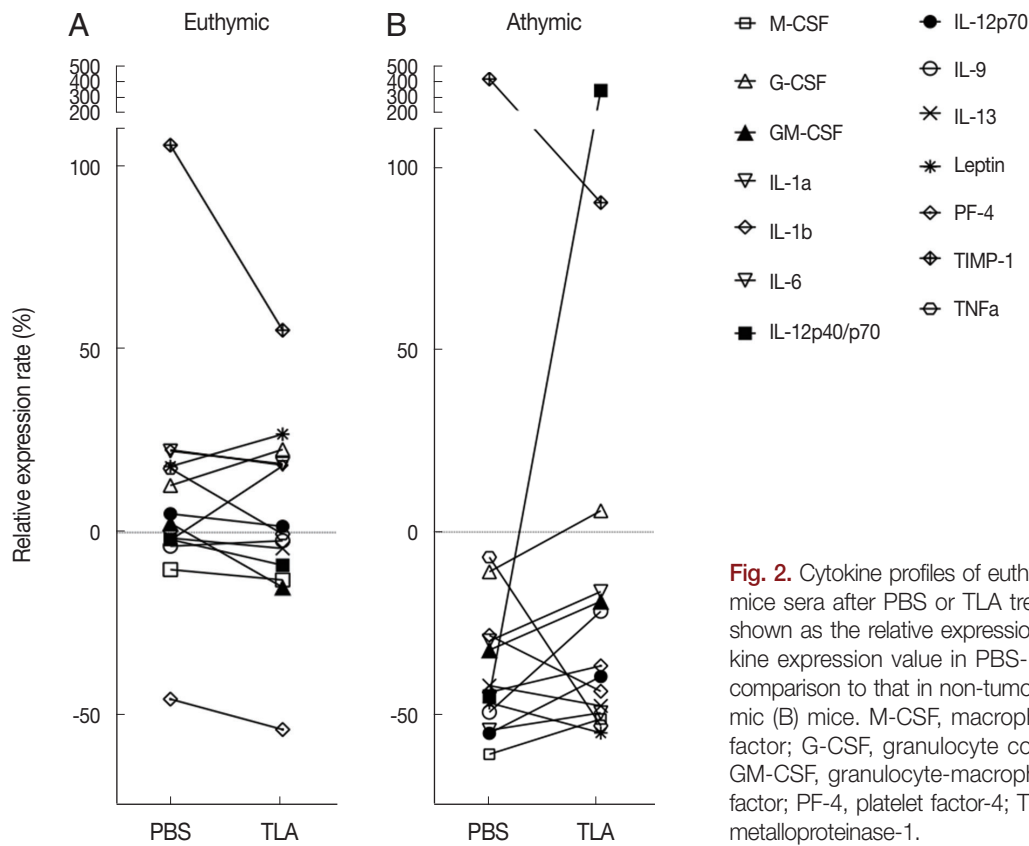 A
Euthymic
B
Athymic
Relative expression rate (%)
500
400
300
200
100
50
0
-50
PBS
TLA
500
400
300
200
100
50
0
-50
PBS
TLA
M-CSF
G-CSF
GM-CSF
IL-1a
IL-1b
IL-6
IL-12p40/p70
IL-12p70
IL-9
IL-13
Leptin
PF-4
TIMP-1
TNFa
Fig. 2. Cytokine profiles of euth
mice sera after PBS or TLA tre
shown as the relative expression
kine expression value in PBS-
comparison to that in non-tumo
mic (B) mice. M-CSF, macroph
factor; G-CSF, granulocyte co
GM-CSF, granulocyte-macroph
factor; PF-4, platelet factor-4; T
metalloproteinase-1.